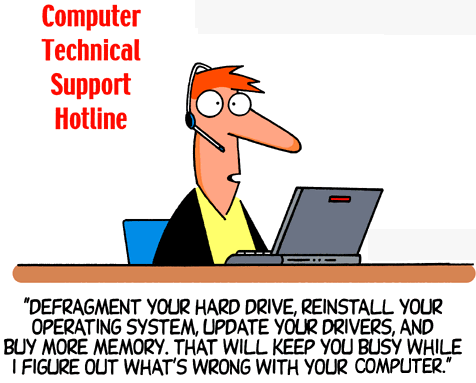 Computer
Technical
Support
Hotline
"DEFRAGMENT YOUR HARD DRIVE, REINSTALL YOUR
OPERATING SYSTEM, UPDATE YOUR DRIVERS, AND
BUY MORE MEMORY. THAT WILL KEEP YOU BUSY WHILE
I FIGURE OUT WHAT'S WRONG WITH YOUR COMPUTER."